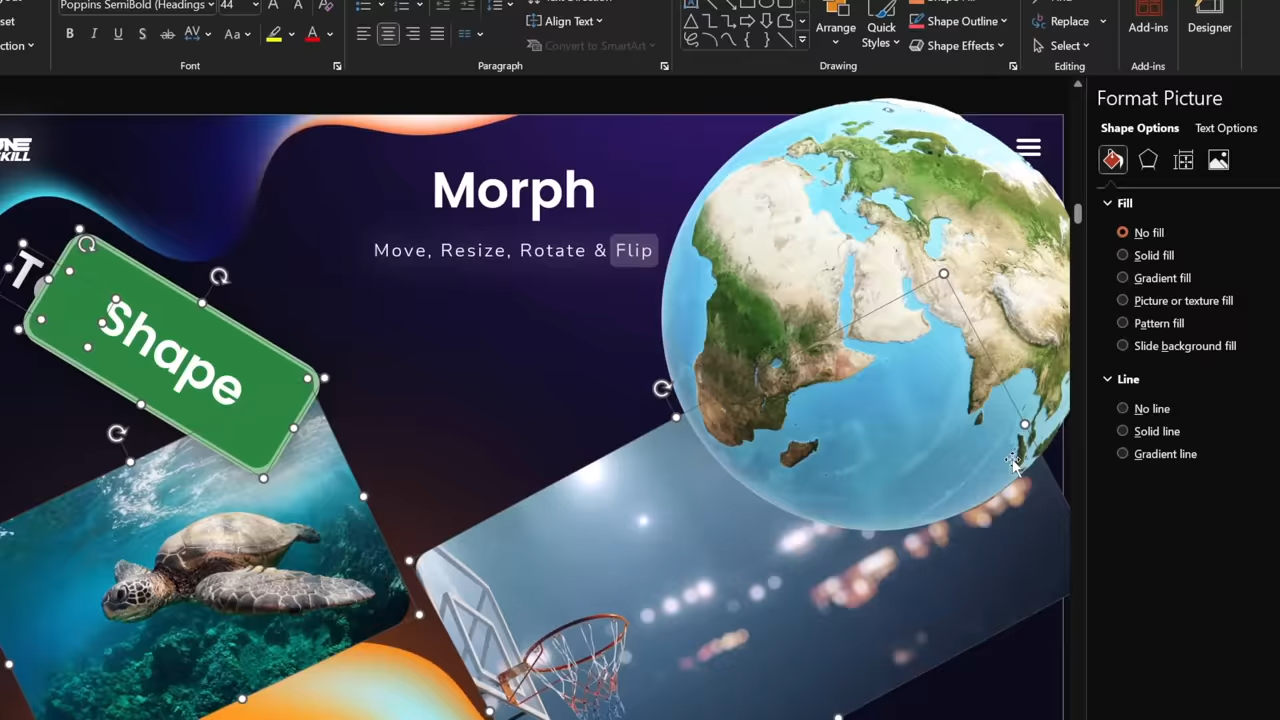 Poppins SemiBold (Headings 44 A A
B I U S ab AV Aa A
Font
Align Text
Convert to SmartArt
Paragraph
Arrange
Quick
Styles
Shape Outline
Shape Effects
Drawing
Replace
Select
Editing
Add-ins
Add-ins
Designer
Format Picture
Shape Options Text Options
Fill
No fill
Solid fill
Gradient fill
Picture or texture fill
Pattern fill
Slide background fill
Line
No line
Solid line
Gradient line
Morph
Move, Resize, Rotate & Flip
T
Shape